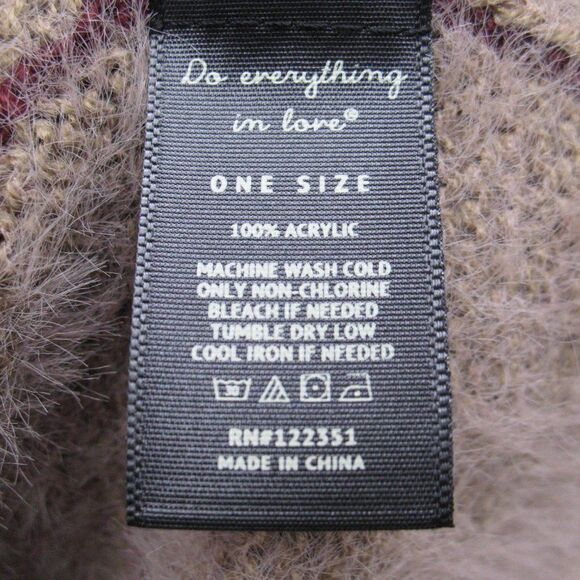 Do everything
in love®
ONE SIZE
100% ACRYLIC
MACHINE WASH COLD
ONLY NON-CHLORINE
BLEACH IF NEEDED
TUMBLE DRY LOW
COOL IRON IF NEEDED
30
RN#122351
MADE IN CHINA